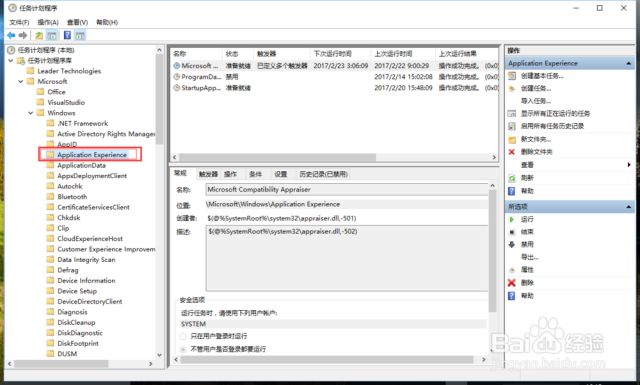 任务计划程序
文件(F) 操作(A) 查看(V) 帮助(H)
任务计划程序 (本地)
任务计划程序库
Leader Technologies
Microsoft
Office
VisualStudio
Windows
.NET Framework
Active Directory Rights Manager
AppID
Application Experience
ApplicationData
AppxDeploymentClient
Autochk
Bluetooth
CertificateServicesClient
Chkdsk
Clip
CloudExperienceHost
Customer Experience Improvem
Data Integrity Scan
Defrag
Device Information
Device Setup
DeviceDirectoryClient
Diagnosis
DiskCleanup
DiskDiagnostic
DiskFootprint
DUSM
名称 状态 触发器 下次运行时间 上次运行时间 上次运行结果
Microsoft ... 准备就绪 已定义多个触发器 2017/2/23 3:06:09 2017/2/22 9:00:29 操作成功完成。 (0x0)
ProgramDa... 禁用 2017/2/14 15:02:08 操作成功完成。 (0x0)
StartupApp... 准备就绪 2017/2/20 15:48:09 操作成功完成。 (0x0)
常规 触发器 操作 条件 设置 历史记录(已禁用)
名称: Microsoft Compatibility Appraiser
位置: \Microsoft\Windows\Application Experience
创建者: $(@%SystemRoot%\system32\appraiser.dll,-501)
描述: $(@%SystemRoot%\system32\appraiser.dll,-502)
安全选项
运行任务时，请使用下列用户帐户:
SYSTEM
只在用户登录时运行
不管用户是否登录都要运行
操作
Application Experience
创建基本任务...
创建任务...
导入任务...
显示所有正在运行的任务
启用所有任务历史记录
新文件夹...
删除文件夹
查看
刷新
帮助
所选项
运行
结束
禁用
导出...
属性
删除
帮助
Baidu 经验
jingyan.baidu.com